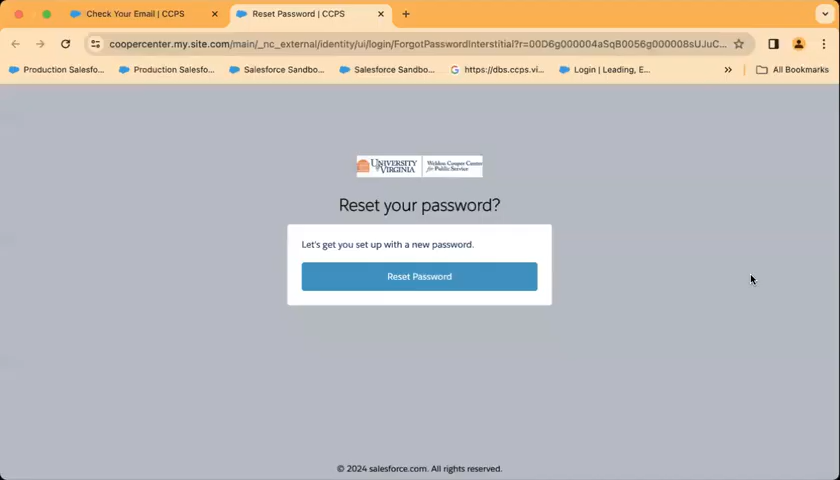 Check Your Email | CCPS
Reset Password | CCPS
coopercenter.my.site.com/main/_nc_external/identity/ui/login/ForgotPasswordInterstitial?r=00D6g000004aSqB0056g000008sUJuC...
Production Salesfo...
Production Salesfo...
Salesforce Sandbo...
Salesforce Sandbo...
https://dbs.ccps.vi...
Login | Leading, E...
All Bookmarks
UNIVERSITY of VIRGINIA
Weldon Cooper Center for Public Service
Reset your password?
Let's get you set up with a new password.
Reset Password
© 2024 salesforce.com. All rights reserved.